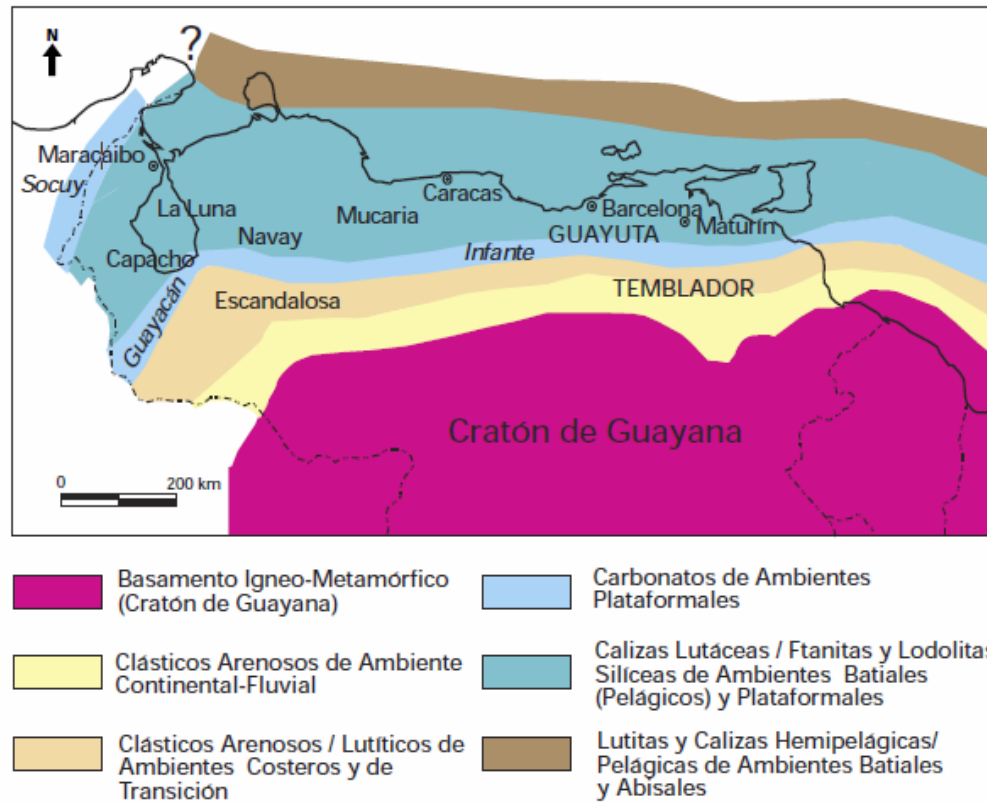 N
?
Maracaibo
Socuy
La Luna
Caracas
Mucaria
Barcelona
Navay
GUAYUTA
Maturín
Infante
Capacho
Guayacán
Escandalosa
TEMBLADOR
Cratón de Guayana
0 200 km
Basamento Igneo-Metamórfico
(Cratón de Guayana)
Clásticos Arenosos de Ambiente
Continental-Fluvial
Clásticos Arenosos / Lutíticos de
Ambientes Costeros y de
Transición
Carbonatos de Ambientes
Plataformales
Calizas Lutáceas / Ftanitas y Lodolitas
Silíceas de Ambientes Batiales
(Pelágicos) y Plataformales
Lutitas y Calizas Hemipelágicas/
Pelágicas de Ambientes Batiales
y Abisales